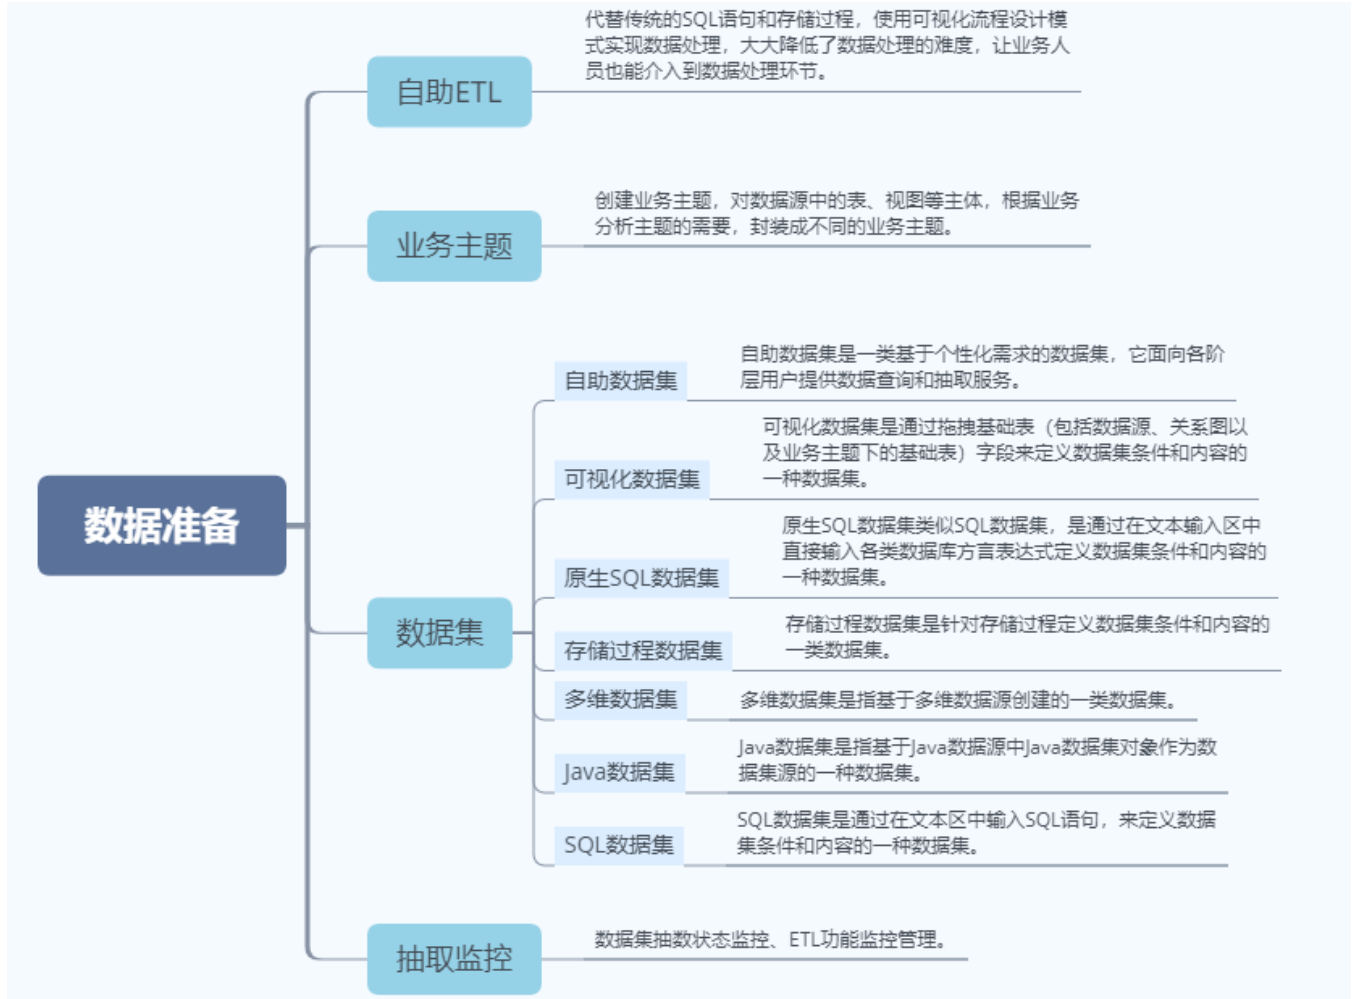 数据准备
自助ETL
代替传统的SQL语句和存储过程，使用可视化流程设计模
式实现数据处理，大大降低了数据处理的难度，让业务人
员也能介入到数据处理环节。
业务主题
创建业务主题，对数据源中的表、视图等主体，根据业务
分析主题的需要，封装成不同的业务主题。
数据集
自助数据集
自助数据集是一类基于个性化需求的数据集，它面向各阶
层用户提供数据查询和抽取服务。
可视化数据集
可视化数据集是通过拖拽基础表（包括数据源、关系图以
及业务主题下的基础表）字段来定义数据集条件和内容的
一种数据集。
原生SQL数据集
原生SQL数据集类似SQL数据集，是通过在文本输入区中
直接输入各类数据库方言表达式定义数据集条件和内容的
一种数据集。
存储过程数据集
存储过程数据集是针对存储过程定义数据集条件和内容的
一类数据集。
多维数据集
多维数据集是指基于多维数据源创建的一类数据集。
Java数据集
Java数据集是指基于Java数据源中Java数据集对象作为数
据集源的一种数据集。
SQL数据集
SQL数据集是通过在文本区中输入SQL语句，来定义数据
集条件和内容的一种数据集。
抽取监控
数据集抽数状态监控、ETL功能监控管理。